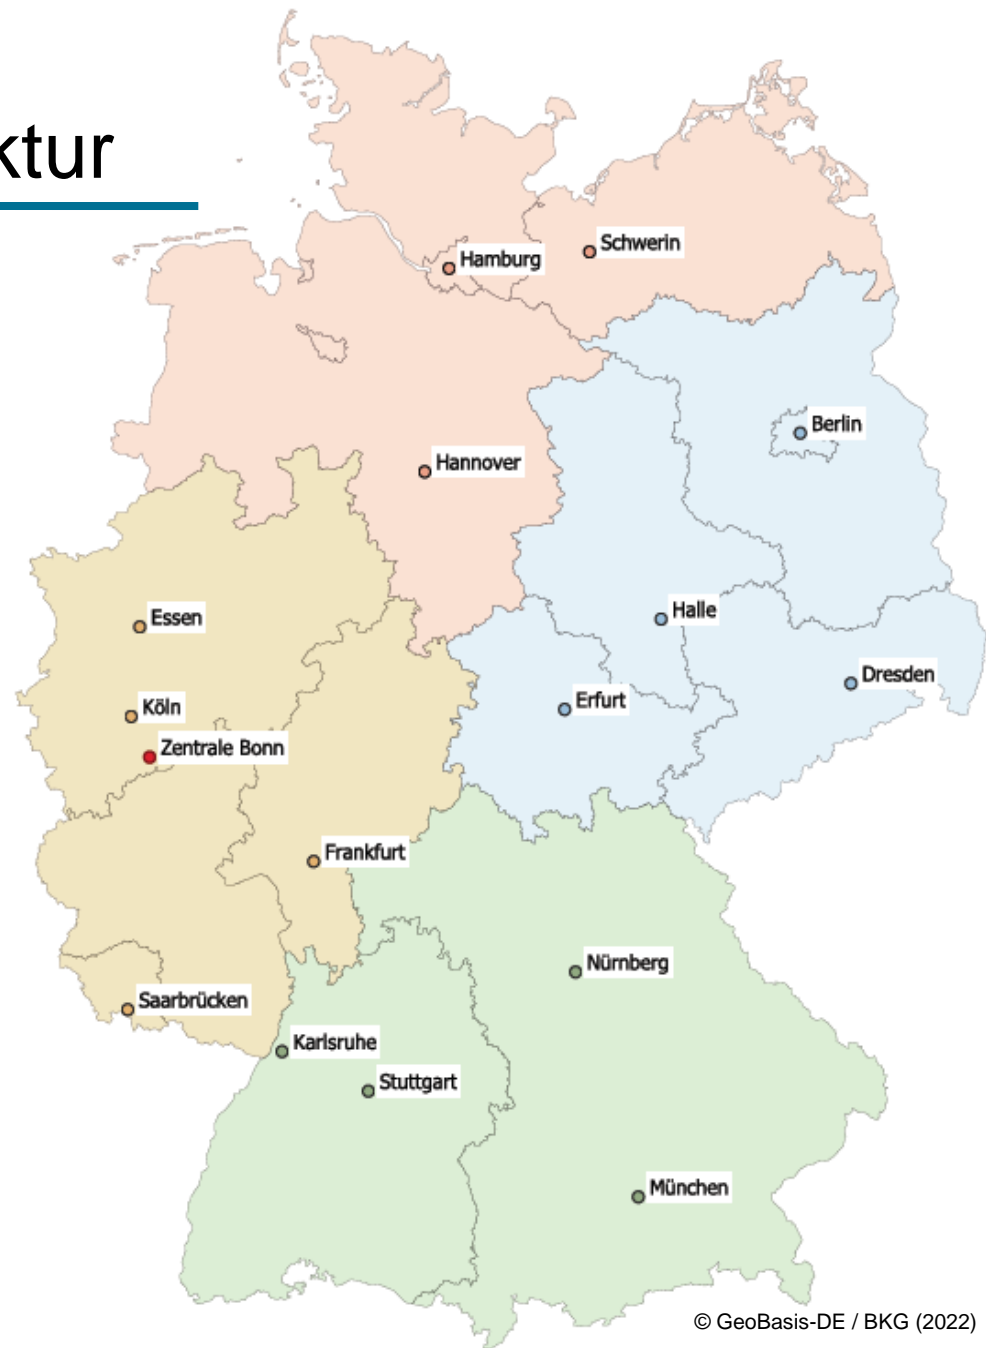 ktur
Schwerin
Hamburg
Berlin
Hannover
Halle
Essen
Dresden
Erfurt
Köln
Zentrale Bonn
Frankfurt
Nürnberg
Saarbrücken
Karlsruhe
Stuttgart
München
© GeoBasis-DE / BKG (2022)